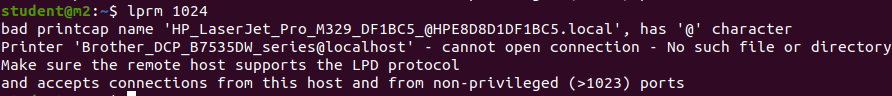 student@m2:~$ lprm 1024
bad printcap name 'HP_LaserJet_Pro_M329_DF1BC5_@HPE8D8D1DF1BC5.local', has '@' character
Printer 'Brother_DCP_B7535DW_series@localhost' - cannot open connection - No such file or directory
Make sure the remote host supports the LPD protocol
and accepts connections from this host and from non-privileged (>1023) ports